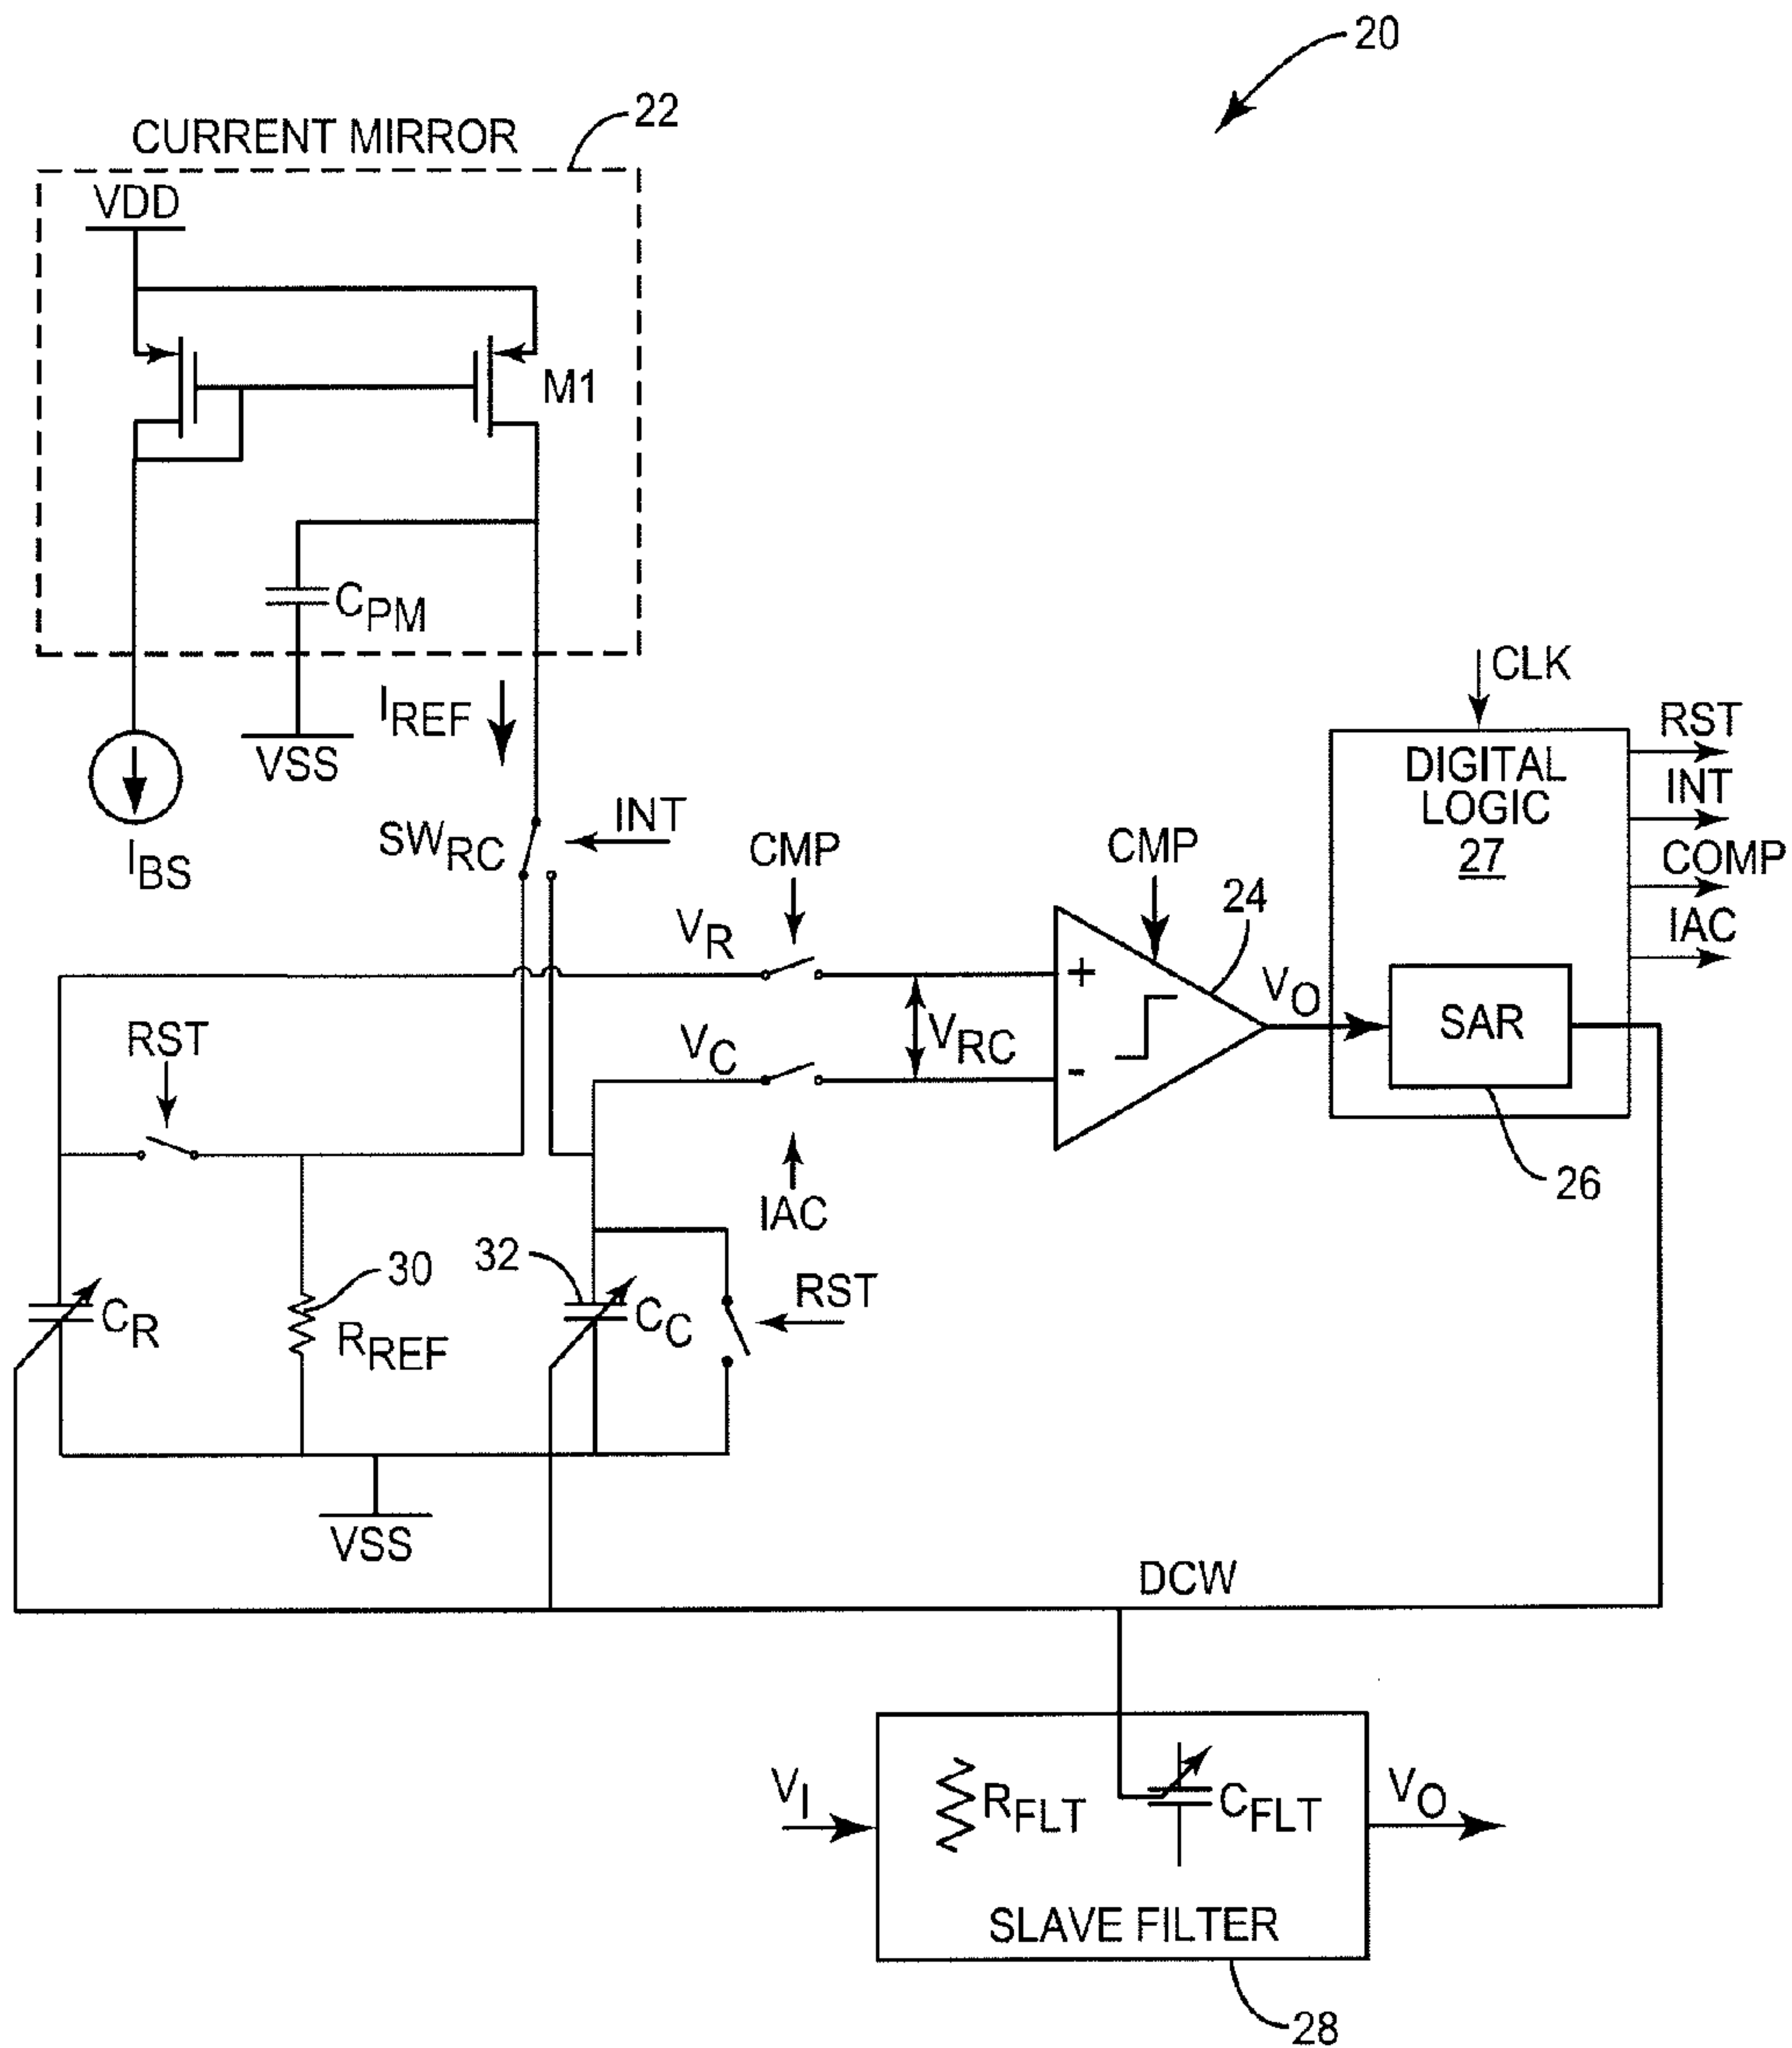 20
CURRENT MIRROR
22
VDD
M1
CPM
VSS
IREF
IBS
SWRC
INT
CLK
RST
INT
COMP
IAC
DIGITAL
LOGIC
27
CMP
CMP
24
VR
+
VRC
VO
SAR
VC
-
RST
26
IAC
30
32
CR
RREF
CC
RST
VSS
DCW
VI
RFLT
CFLT
VO
SLAVE FILTER
28